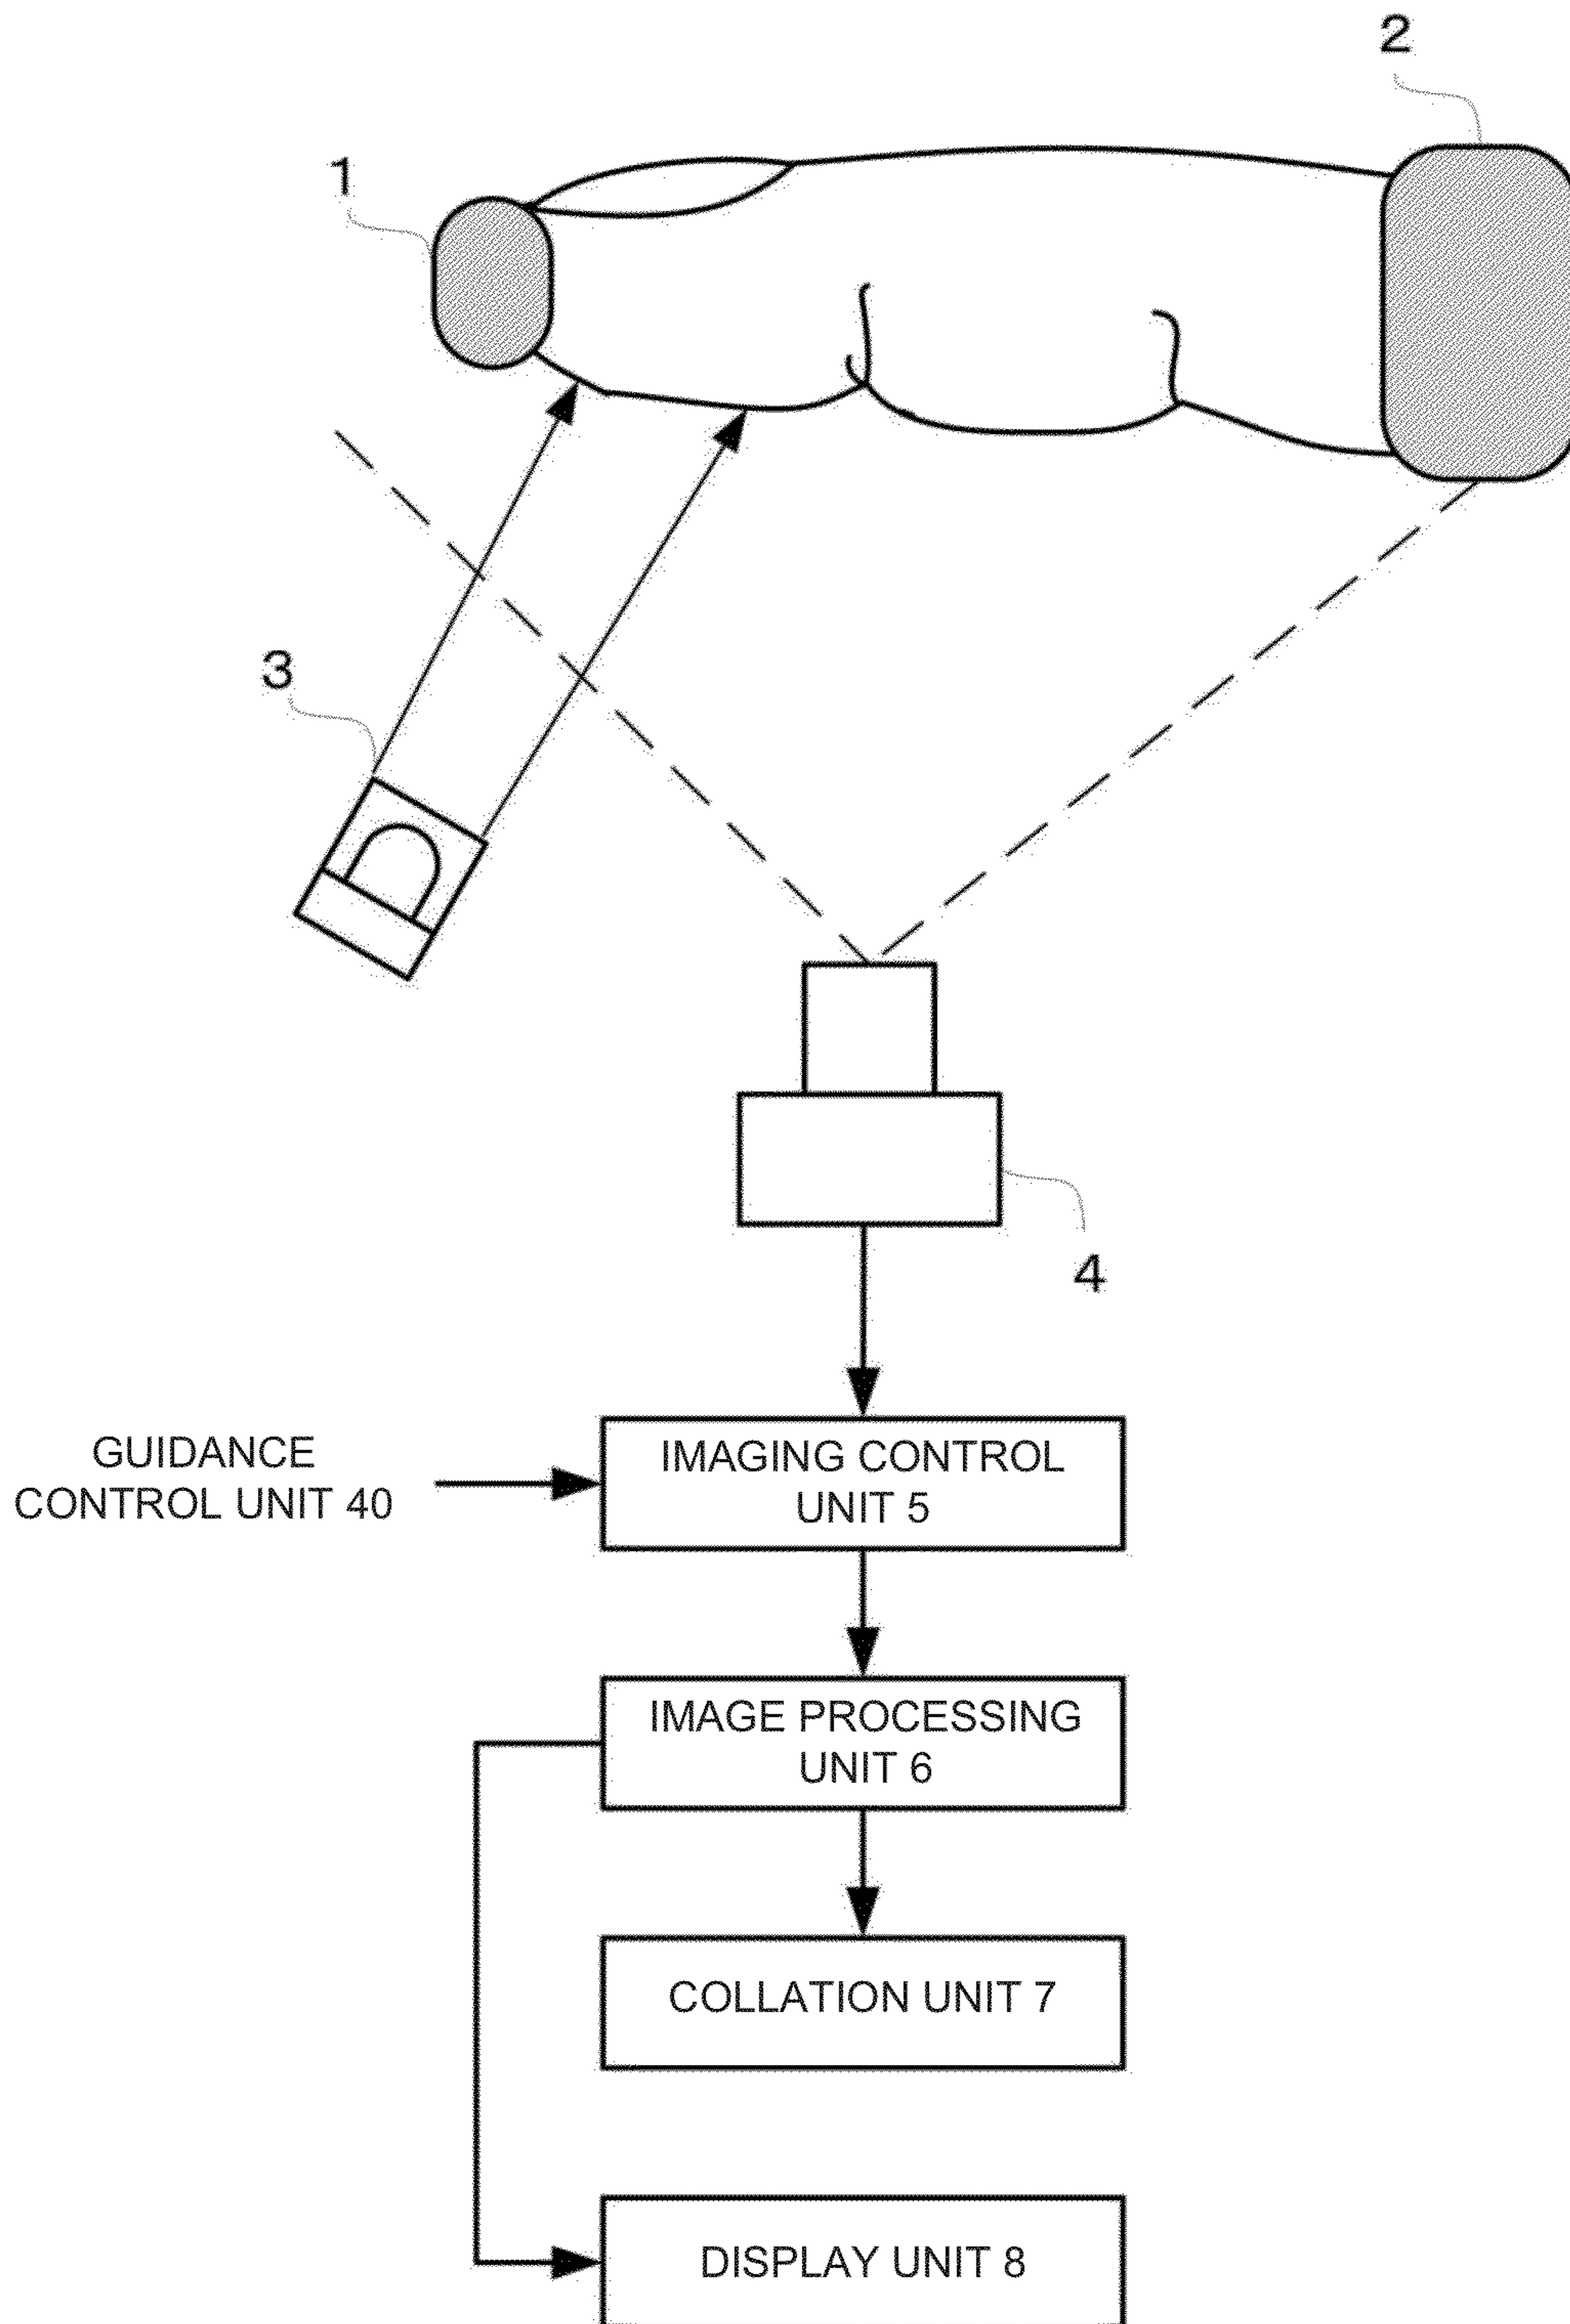 2
1
3
4
GUIDANCE
CONTROL UNIT 40
IMAGING CONTROL
UNIT 5
IMAGE PROCESSING
UNIT 6
COLLATION UNIT 7
DISPLAY UNIT 8